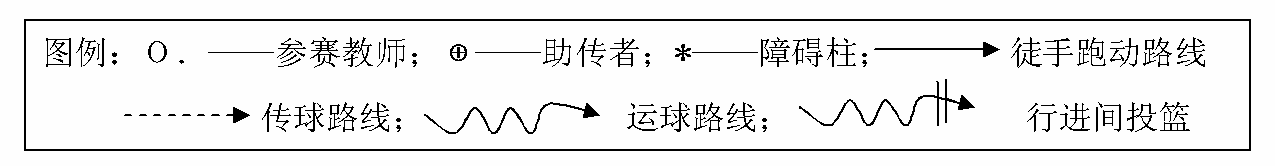 图例：O . ——参赛教师；⊕——助传者；*——障碍柱；徒手跑动路线
传球路线；运球路线；行进间投篮